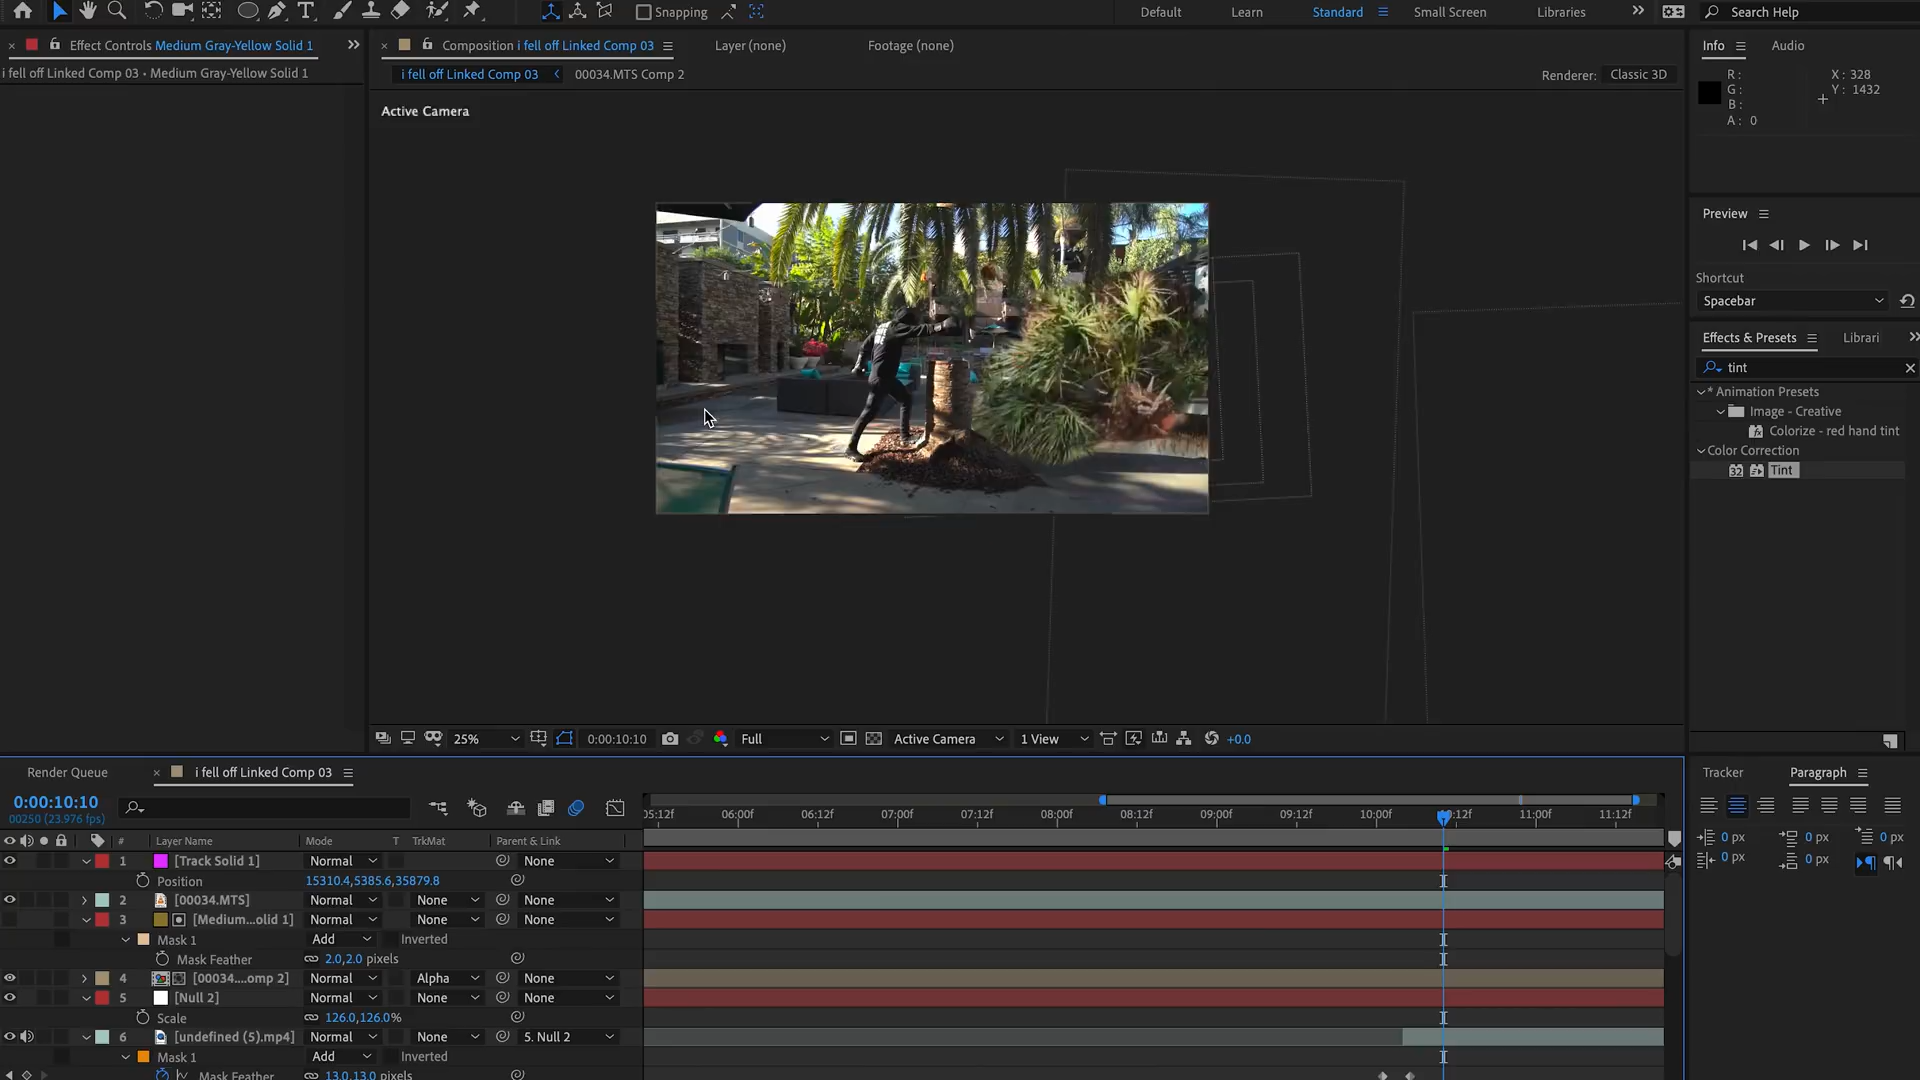 Snapping
Default
Learn
Standard
Small Screen
Libraries
Search Help
Effect Controls Medium Gray-Yellow Solid 1
Composition i fell off Linked Comp 03
Layer (none)
Footage (none)
Info
Audio
i fell off Linked Comp 03 • Medium Gray-Yellow Solid 1
i fell off Linked Comp 03
00034.MTS Comp 2
Renderer:
Classic 3D
R:
G:
B:
A: 0
X: 328
Y: 1432
Active Camera
Preview
Shortcut
Spacebar
Effects & Presets
Librari
tint
* Animation Presets
Image - Creative
Colorize - red hand tint
Color Correction
32
Tint
25%
0:00:10:10
Full
Active Camera
1 View
+0.0
Render Queue
i fell off Linked Comp 03
Tracker
Paragraph
0:00:10:10
00250 (23.976 fps)
05:12f
06:00f
06:12f
07:00f
07:12f
08:00f
08:12f
09:00f
09:12f
10:00f
:12f
11:00f
11:12f
0 px
0 px
0 px
0 px
0 px
#
Layer Name
Mode
T
TrkMat
Parent & Link
1
[Track Solid 1]
Normal
None
Position
15310.4,5385.6,35879.8
2
[00034.MTS]
Normal
None
None
3
[Medium...olid 1]
Normal
None
None
Mask 1
Add
Inverted
Mask Feather
2.0,2.0 pixels
4
[00034....omp 2]
Normal
Alpha
None
5
[Null 2]
Normal
None
None
Scale
126.0,126.0%
6
[undefined (5).mp4]
Normal
None
5. Null 2
Mask 1
Add
Inverted
Mask Feather
13.0,13.0 pixels